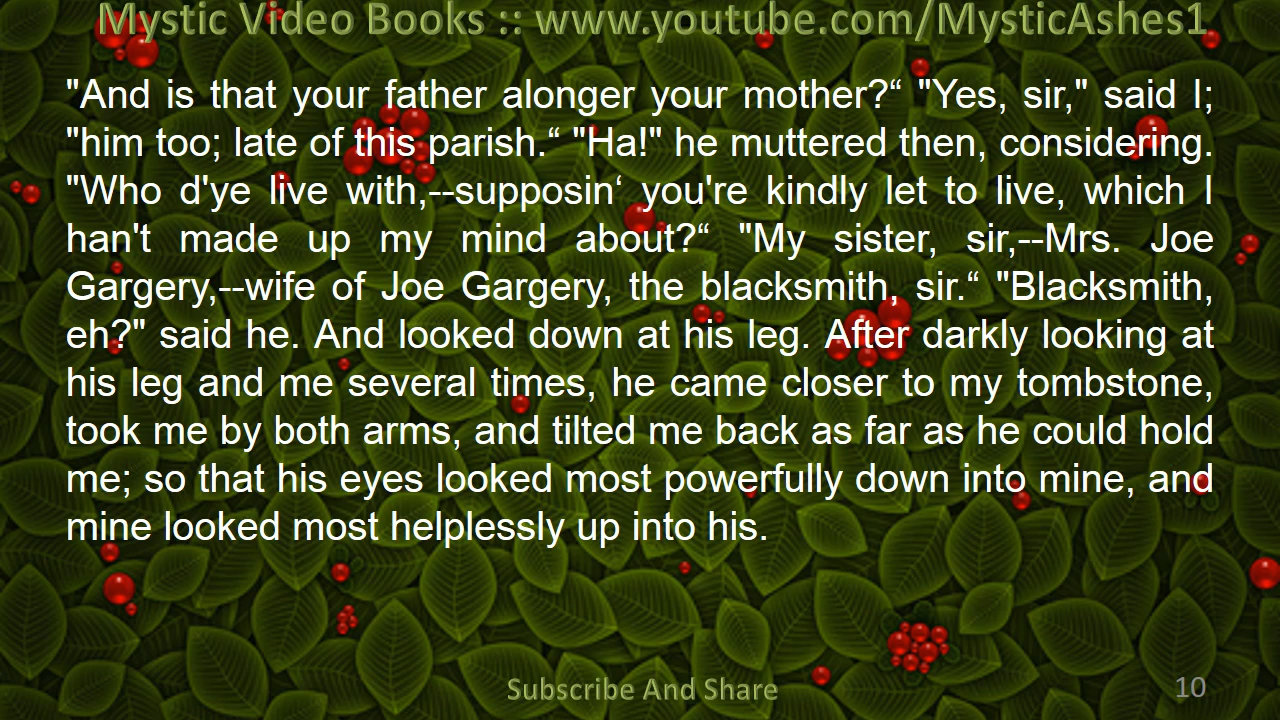 Mystic Video Books :: www.youtube.com/MysticAshes1
"And is that your father alonger your mother?“ "Yes, sir," said I;
"him too; late of this parish.“ "Ha!" he muttered then, considering.
"Who d'ye live with,--supposin‘ you're kindly let to live, which I
han't made up my mind about?“ "My sister, sir,--Mrs. Joe
Gargery,--wife of Joe Gargery, the blacksmith, sir.“ "Blacksmith,
eh?" said he. And looked down at his leg. After darkly looking at
his leg and me several times, he came closer to my tombstone,
took me by both arms, and tilted me back as far as he could hold
me; so that his eyes looked most powerfully down into mine, and
mine looked most helplessly up into his.
Subscribe And Share
10